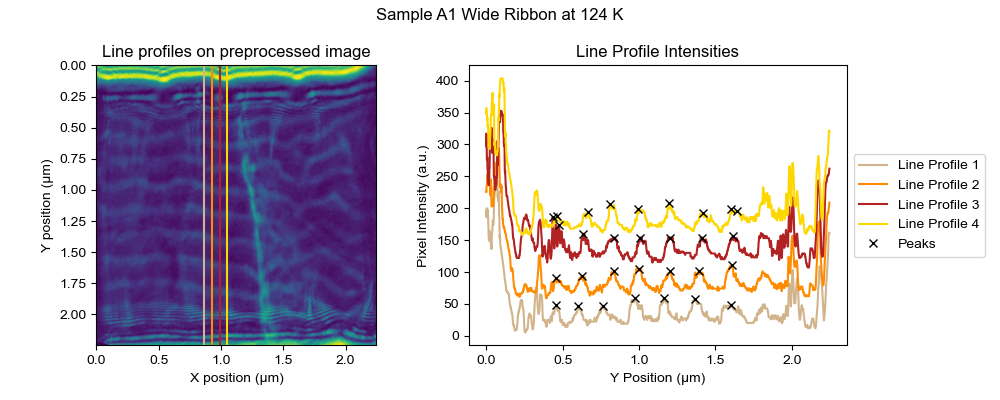 Sample A1 Wide Ribbon at 124 K
Line profiles on preprocessed image
0.00
0.25
0.50
0.75
1.00
1.25
1.50
1.75
2.00
Y position (μm)
0.0 0.5 1.0 1.5 2.0
X position (μm)
Line Profile Intensities
400
350
300
250
200
150
100
50
0
Pixel Intensity (a.u.)
0.0 0.5 1.0 1.5 2.0
Y Position (μm)
Line Profile 1
Line Profile 2
Line Profile 3
Line Profile 4
Peaks